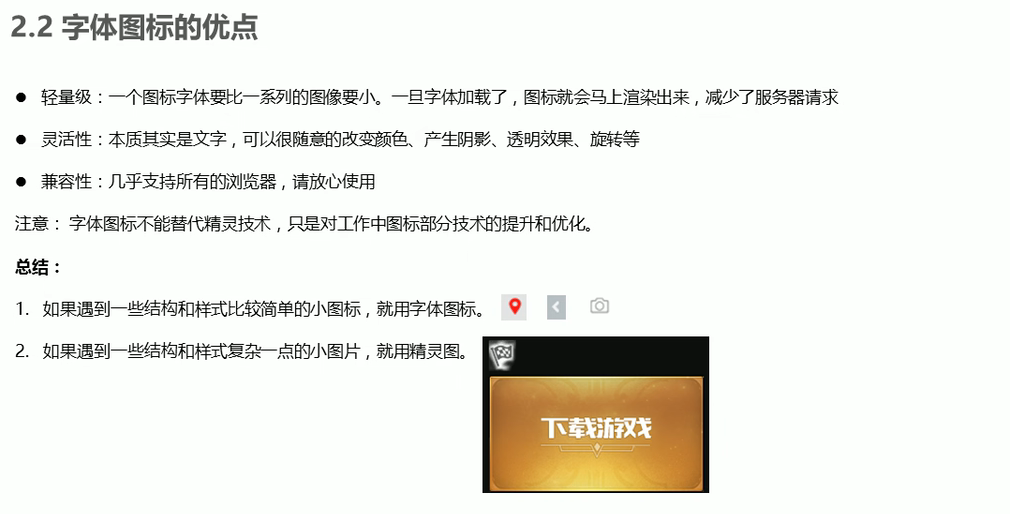 2.2 字体图标的优点
● 轻量级：一个图标字体要比一系列的图像要小。一旦字体加载了，图标就会马上渲染出来，减少了服务器请求
● 灵活性：本质其实是文字，可以很随意的改变颜色、产生阴影、透明效果、旋转等
● 兼容性：几乎支持所有的浏览器，请放心使用
注意： 字体图标不能替代精灵技术，只是对工作中图标部分技术的提升和优化。
总结：
1. 如果遇到一些结构和样式比较简单的小图标，就用字体图标。
2. 如果遇到一些结构和样式复杂一点的小图片，就用精灵图。
下载游戏